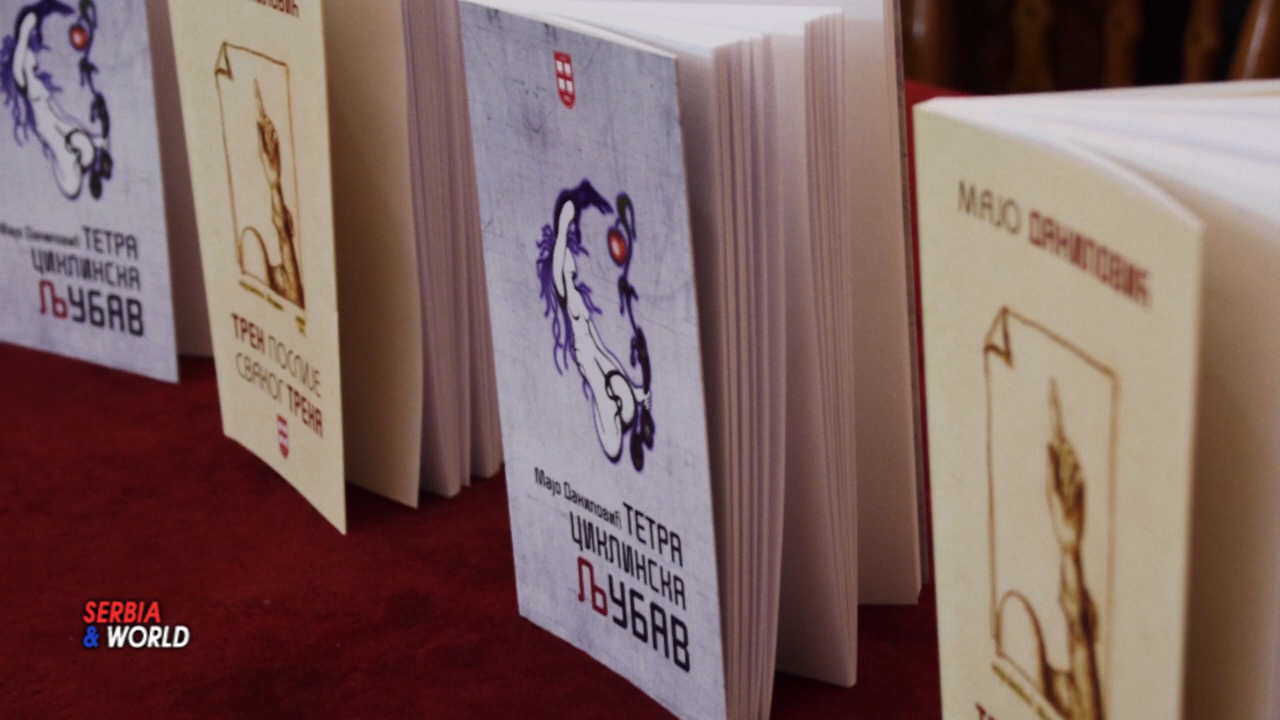 Мајо Даниловић ТЕТРА
ЦИКЛИНСКА
ЉУБАВ
ТРЕН ПОСЛИЈЕ
СВАКОГ ТРЕНА
Мајо Даниловић ТЕТРА
ЦИКЛИНСКА
ЉУБАВ
МАЈО ДАНИЛОВИЋ
SERBIA
& WORLD